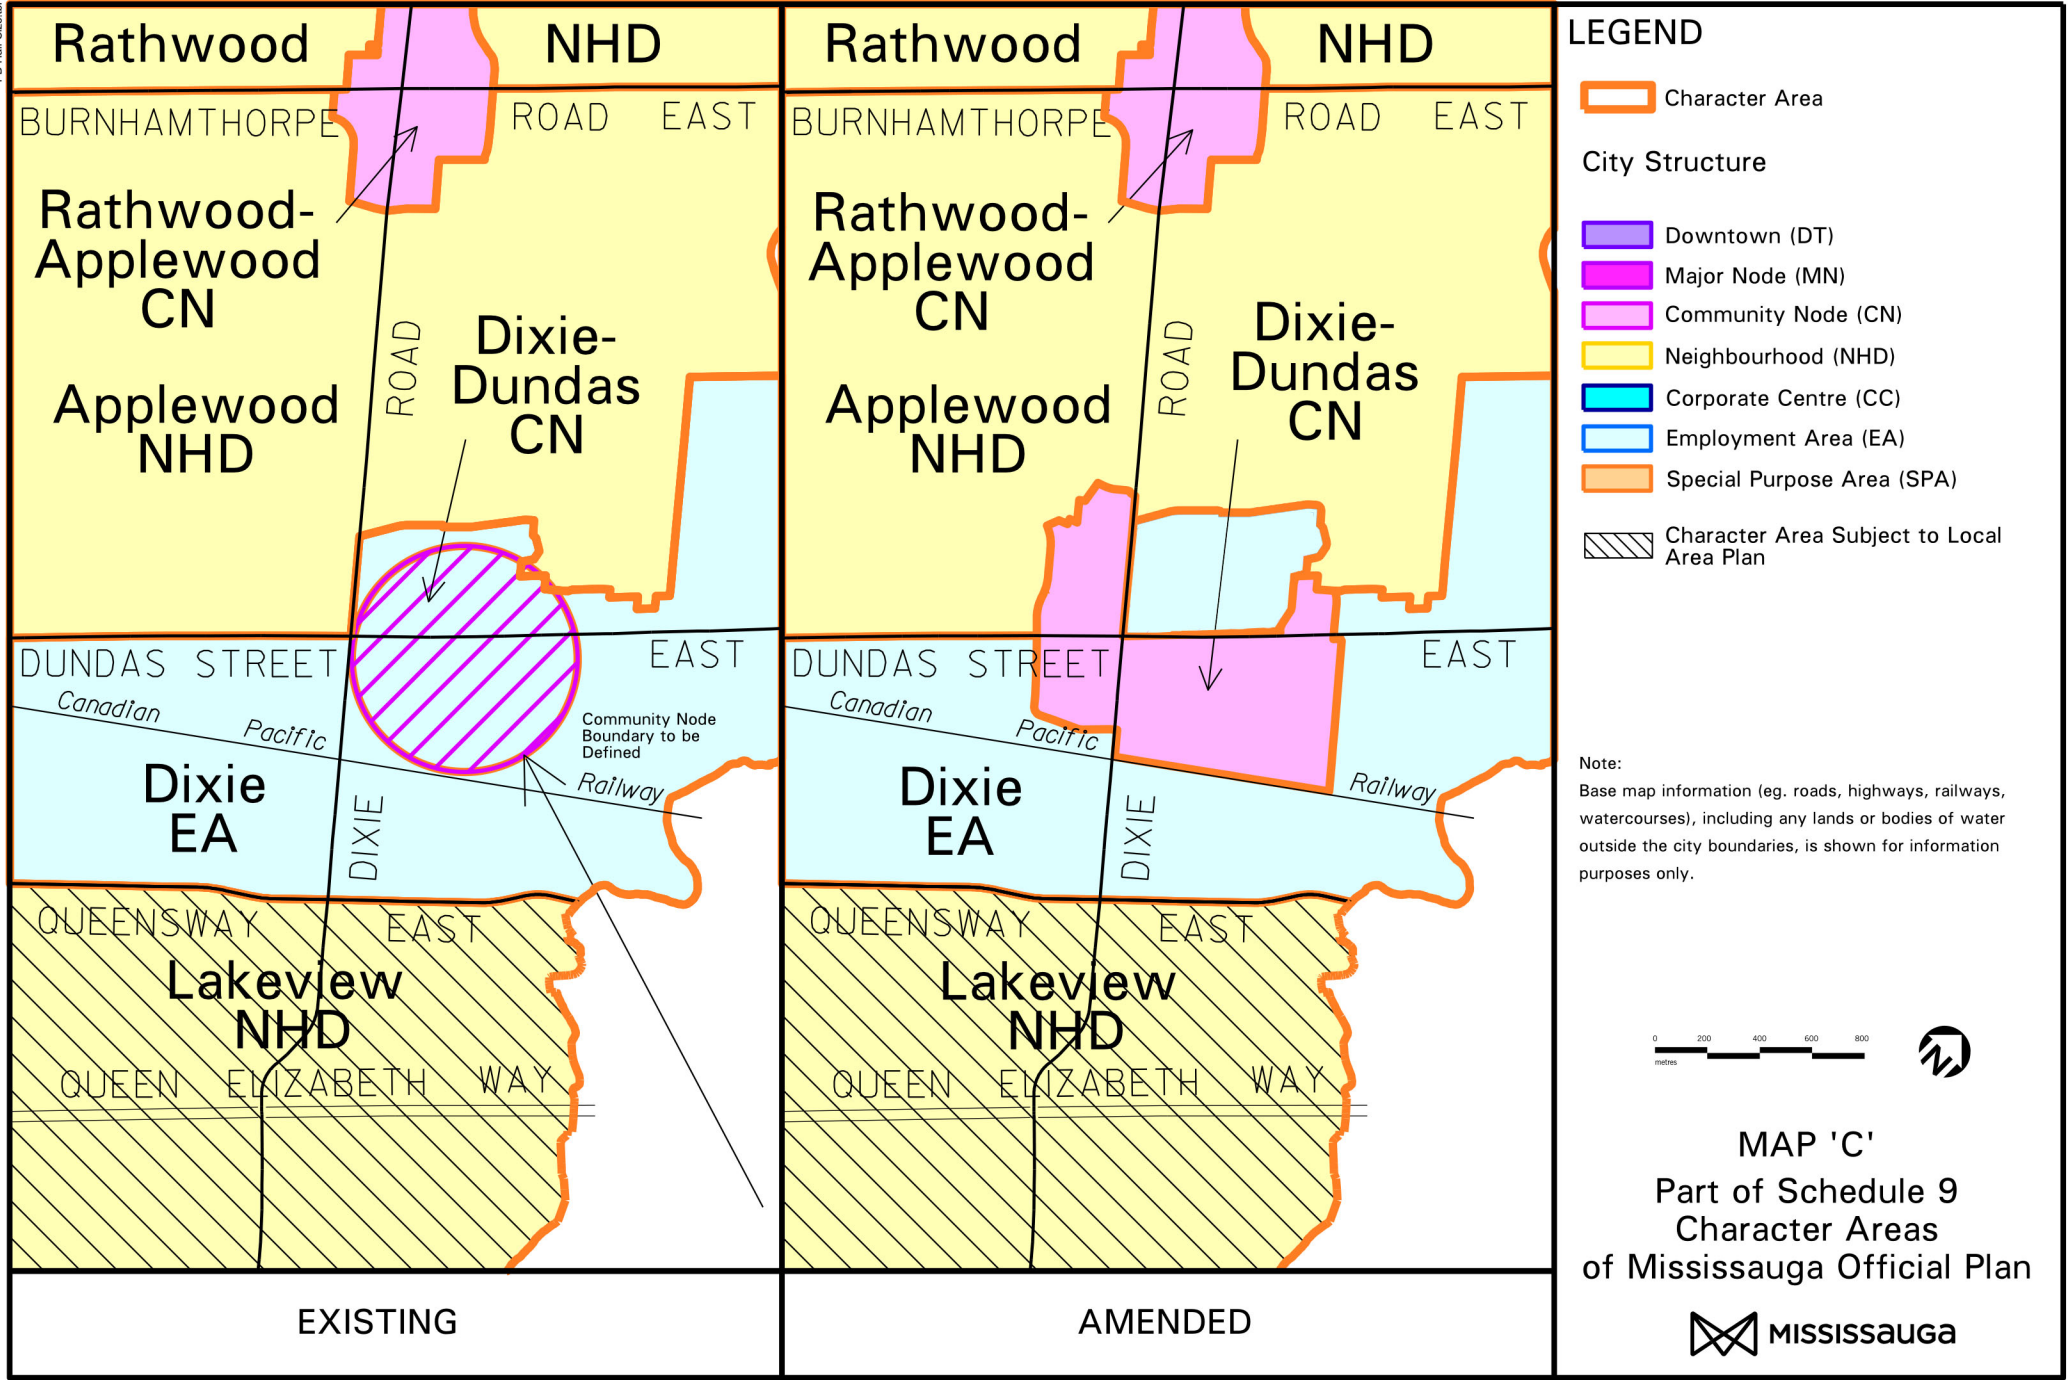 Rathwood
NHD
BURNHAMTHORPE
ROAD EAST
Rathwood-
Applewood
CN
ROAD
Dixie-
Dundas
CN
Applewood
NHD
DUNDAS STREET
EAST
Canadian
Pacific
Railway
Community Node
Boundary to be
Defined
Dixie
EA
DIXIE
QUEENSWAY
EAST
Lakeview
NHD
QUEEN ELIZABETH WAY
EXISTING
Rathwood
NHD
BURNHAMTHORPE
ROAD EAST
Rathwood-
Applewood
CN
ROAD
Dixie-
Dundas
CN
Applewood
NHD
DUNDAS STREET
EAST
Canadian
Pacific
Railway
Dixie
EA
DIXIE
QUEENSWAY
EAST
Lakeview
NHD
QUEEN ELIZABETH WAY
AMENDED
LEGEND
Character Area
City Structure
Downtown (DT)
Major Node (MN)
Community Node (CN)
Neighbourhood (NHD)
Corporate Centre (CC)
Employment Area (EA)
Special Purpose Area (SPA)
Character Area Subject to Local
Area Plan
Note:
Base map information (eg. roads, highways, railways,
watercourses), including any lands or bodies of water
outside the city boundaries, is shown for information
purposes only.
0 200 400 600 800
metres
N
MAP 'C'
Part of Schedule 9
Character Areas
of Mississauga Official Plan
MISSISSauGa